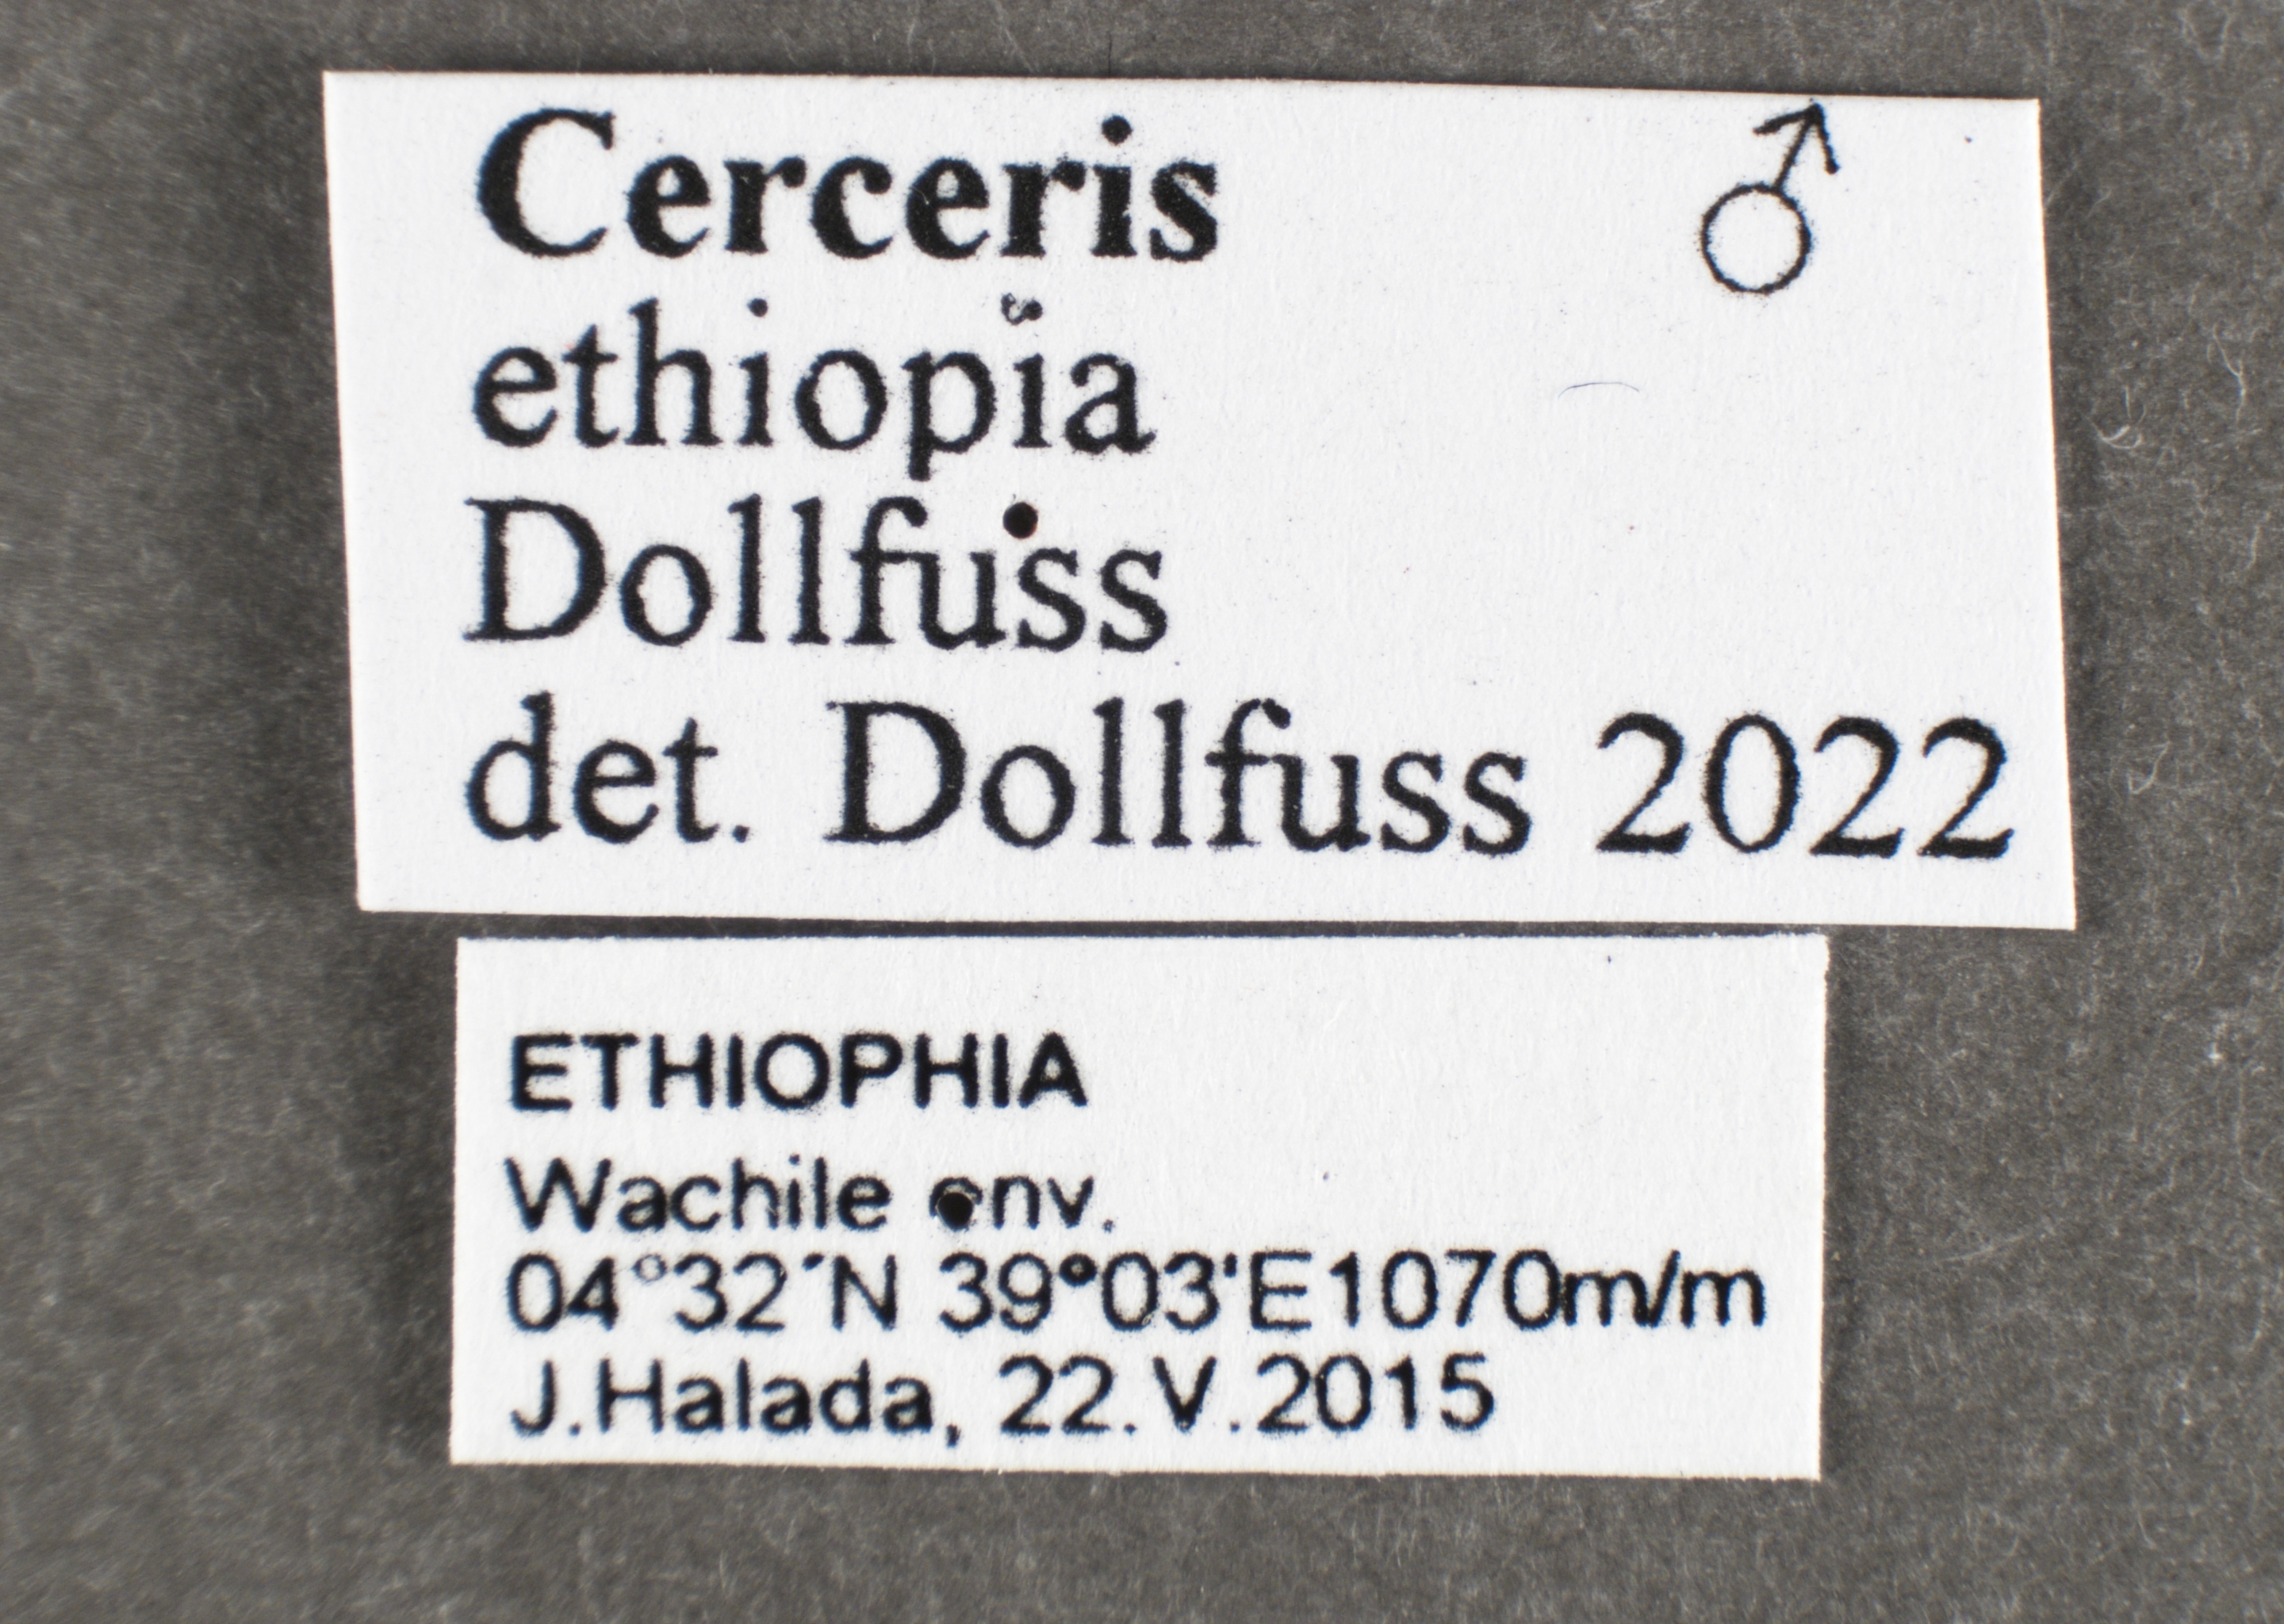 Cerceris ♂
ethiopia
Dollfuss
det. Dollfuss 2022
ETHIOPHIA
Wachile env.
04°32´N 39°03'E1070m/m
J.Halada, 22.V.2015